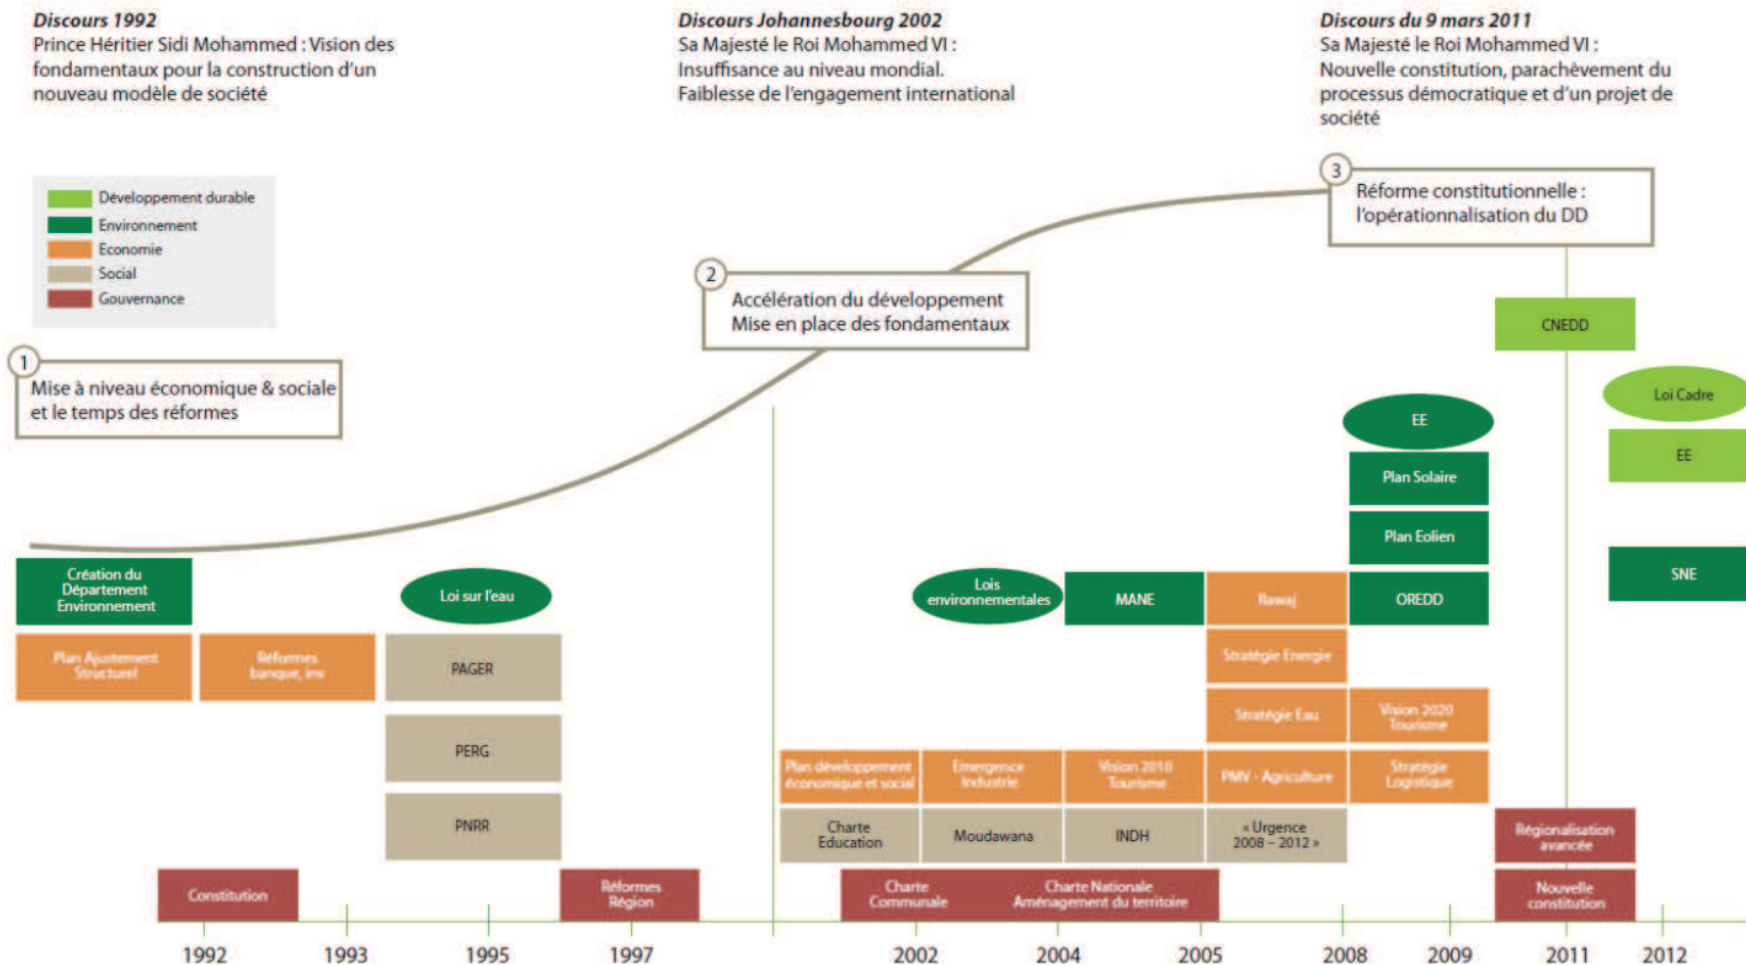 Discours 1992
Prince Héritier Sidi Mohammed : Vision des
fondamentaux pour la construction d'un
nouveau modèle de société
Discours Johannesbourg 2002
Sa Majesté le Roi Mohammed VI :
Insuffisance au niveau mondial.
Faiblesse de l'engagement international
Discours du 9 mars 2011
Sa Majesté le Roi Mohammed VI :
Nouvelle constitution, parachèvement du
processus démocratique et d'un projet de
société
Développement durable
Environnement
Economie
Social
Gouvernance
1
Mise à niveau économique & sociale
et le temps des réformes
2
Accélération du développement
Mise en place des fondamentaux
3
Réforme constitutionnelle :
l'opérationnalisation du DD
CNEDD
Loi Cadre
EE
EE
Plan Solaire
Plan Eolien
SNE
Création du
Département
Environnement
Loi sur l'eau
Lois
environnementales
MANE
Rawaj
OREDD
Plan Ajustement
Structurel
Réformes
banque, inv
PAGER
Stratégie Energie
PERG
Stratégie Eau
Vision 2020
Tourisme
Plan développement
économique et social
Emergence
Industrie
Vision 2010
Tourisme
PMV - Agriculture
Stratégie
Logistique
PNRR
Charte
Education
Moudawana
INDH
« Urgence
2008 – 2012 »
Régionalisation
avancée
Constitution
Réformes
Région
Charte
Communale
Charte Nationale
Aménagement du territoire
Nouvelle
constitution
1992
1993
1995
1997
2002
2004
2005
2008
2009
2011
2012